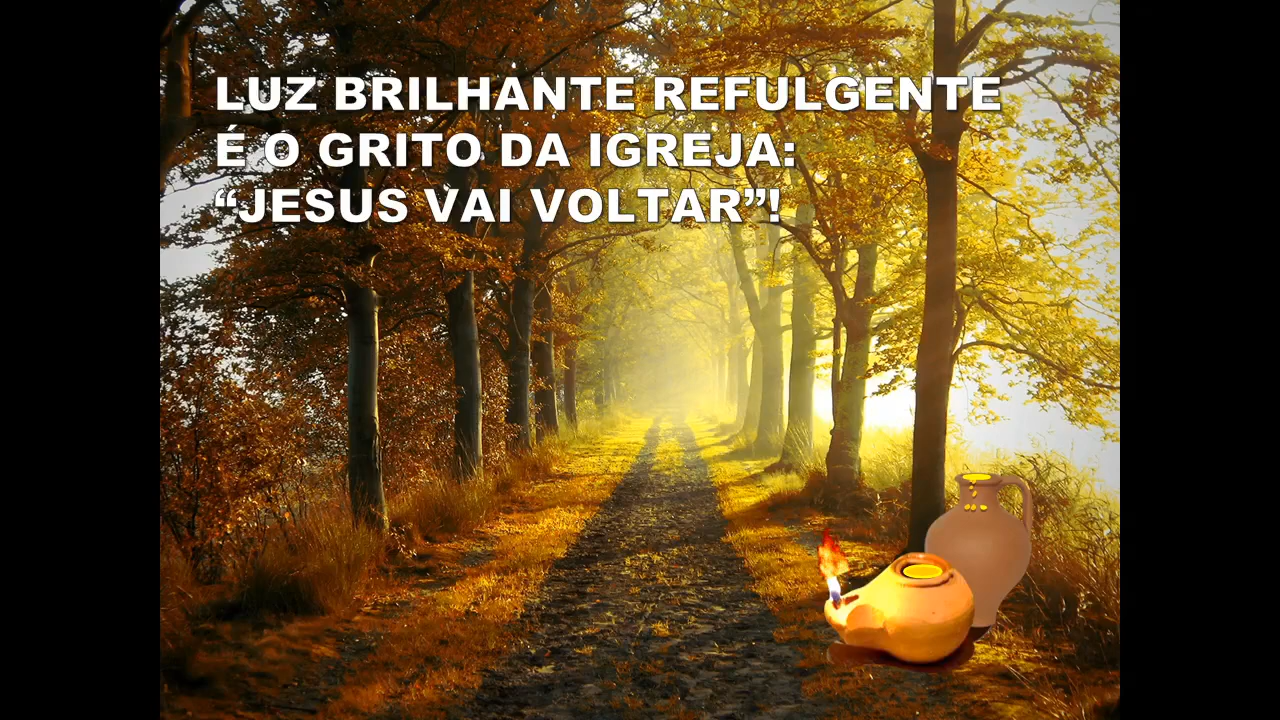 LUZ BRILHANTE REFULGENTE
É O GRITO DA IGREJA:
“JESUS VAI VOLTAR”!